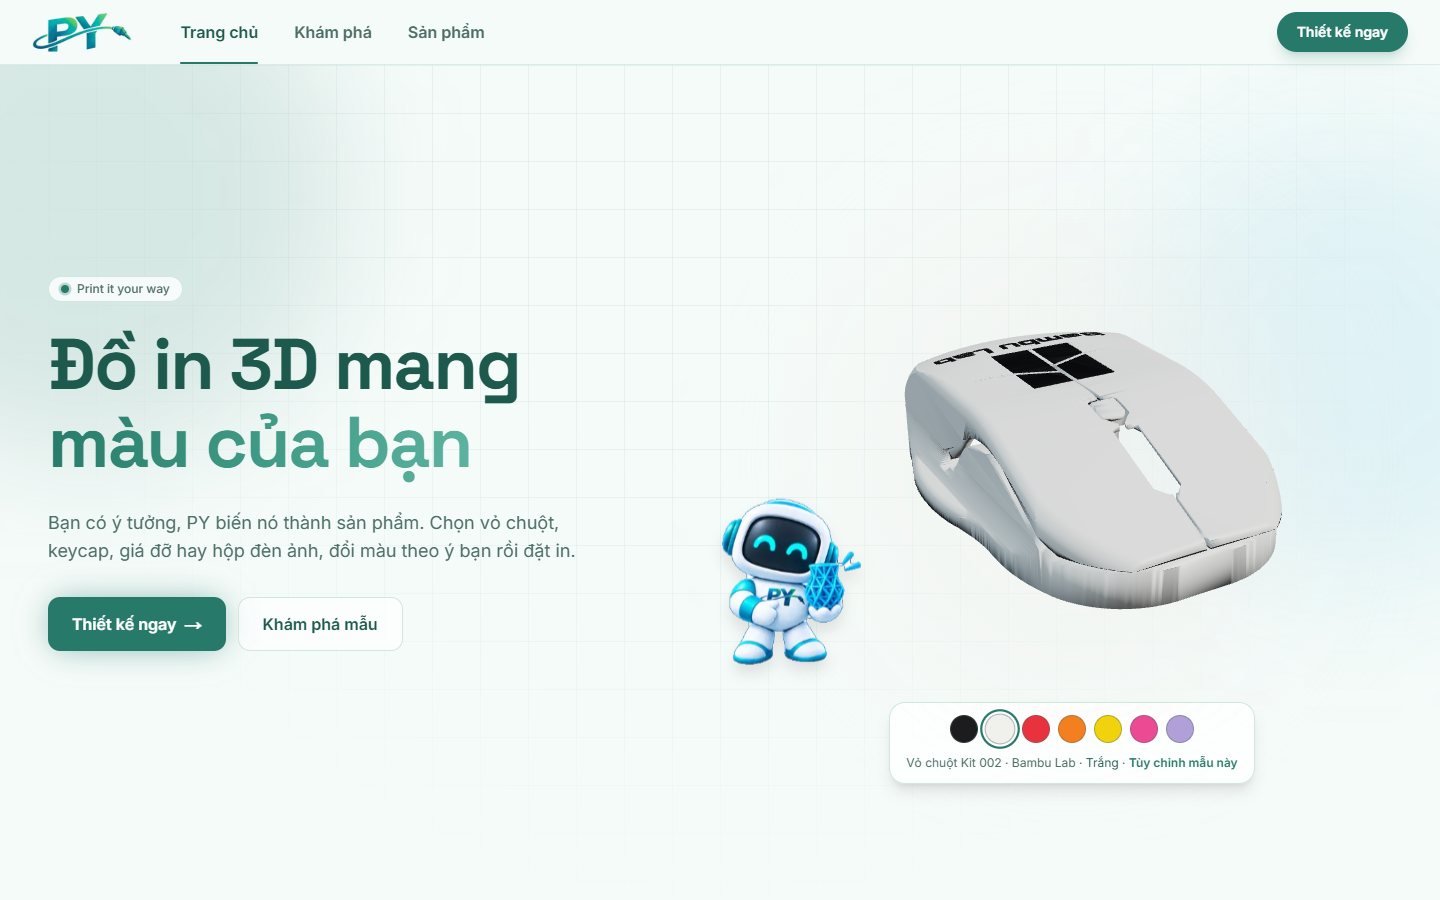 PY
Trang chủ
Khám phá
Sản phẩm
Thiết kế ngay
Print it your way
Đồ in 3D mang
màu của bạn
Bạn có ý tưởng, PY biến nó thành sản phẩm. Chọn vỏ chuột,
keycap, giá đỡ hay hộp đèn ảnh, đổi màu theo ý bạn rồi đặt in.
Thiết kế ngay →
Khám phá mẫu
Bambu Lab
PY
Vỏ chuột Kit 002 · Bambu Lab · Trắng · Tùy chỉnh mẫu này